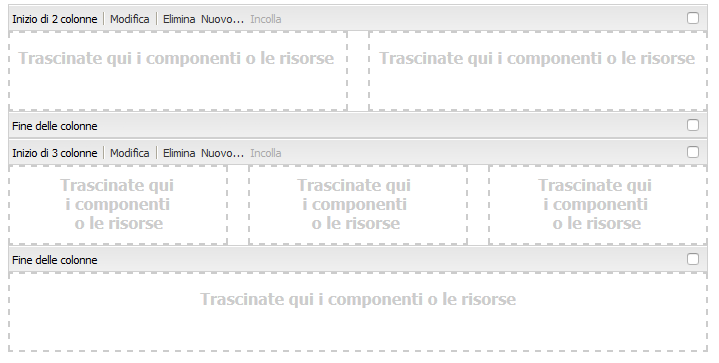 Inizio di 2 colonne Modifica Elimina Nuovo... Incolla
Trascinate qui i componenti o le risorse
Trascinate qui i componenti o le risorse
Fine delle colonne
Inizio di 3 colonne Modifica Elimina Nuovo... Incolla
Trascinate qui
i componenti
o le risorse
Trascinate qui
i componenti
o le risorse
Trascinate qui
i componenti
o le risorse
Fine delle colonne
Trascinate qui i componenti o le risorse